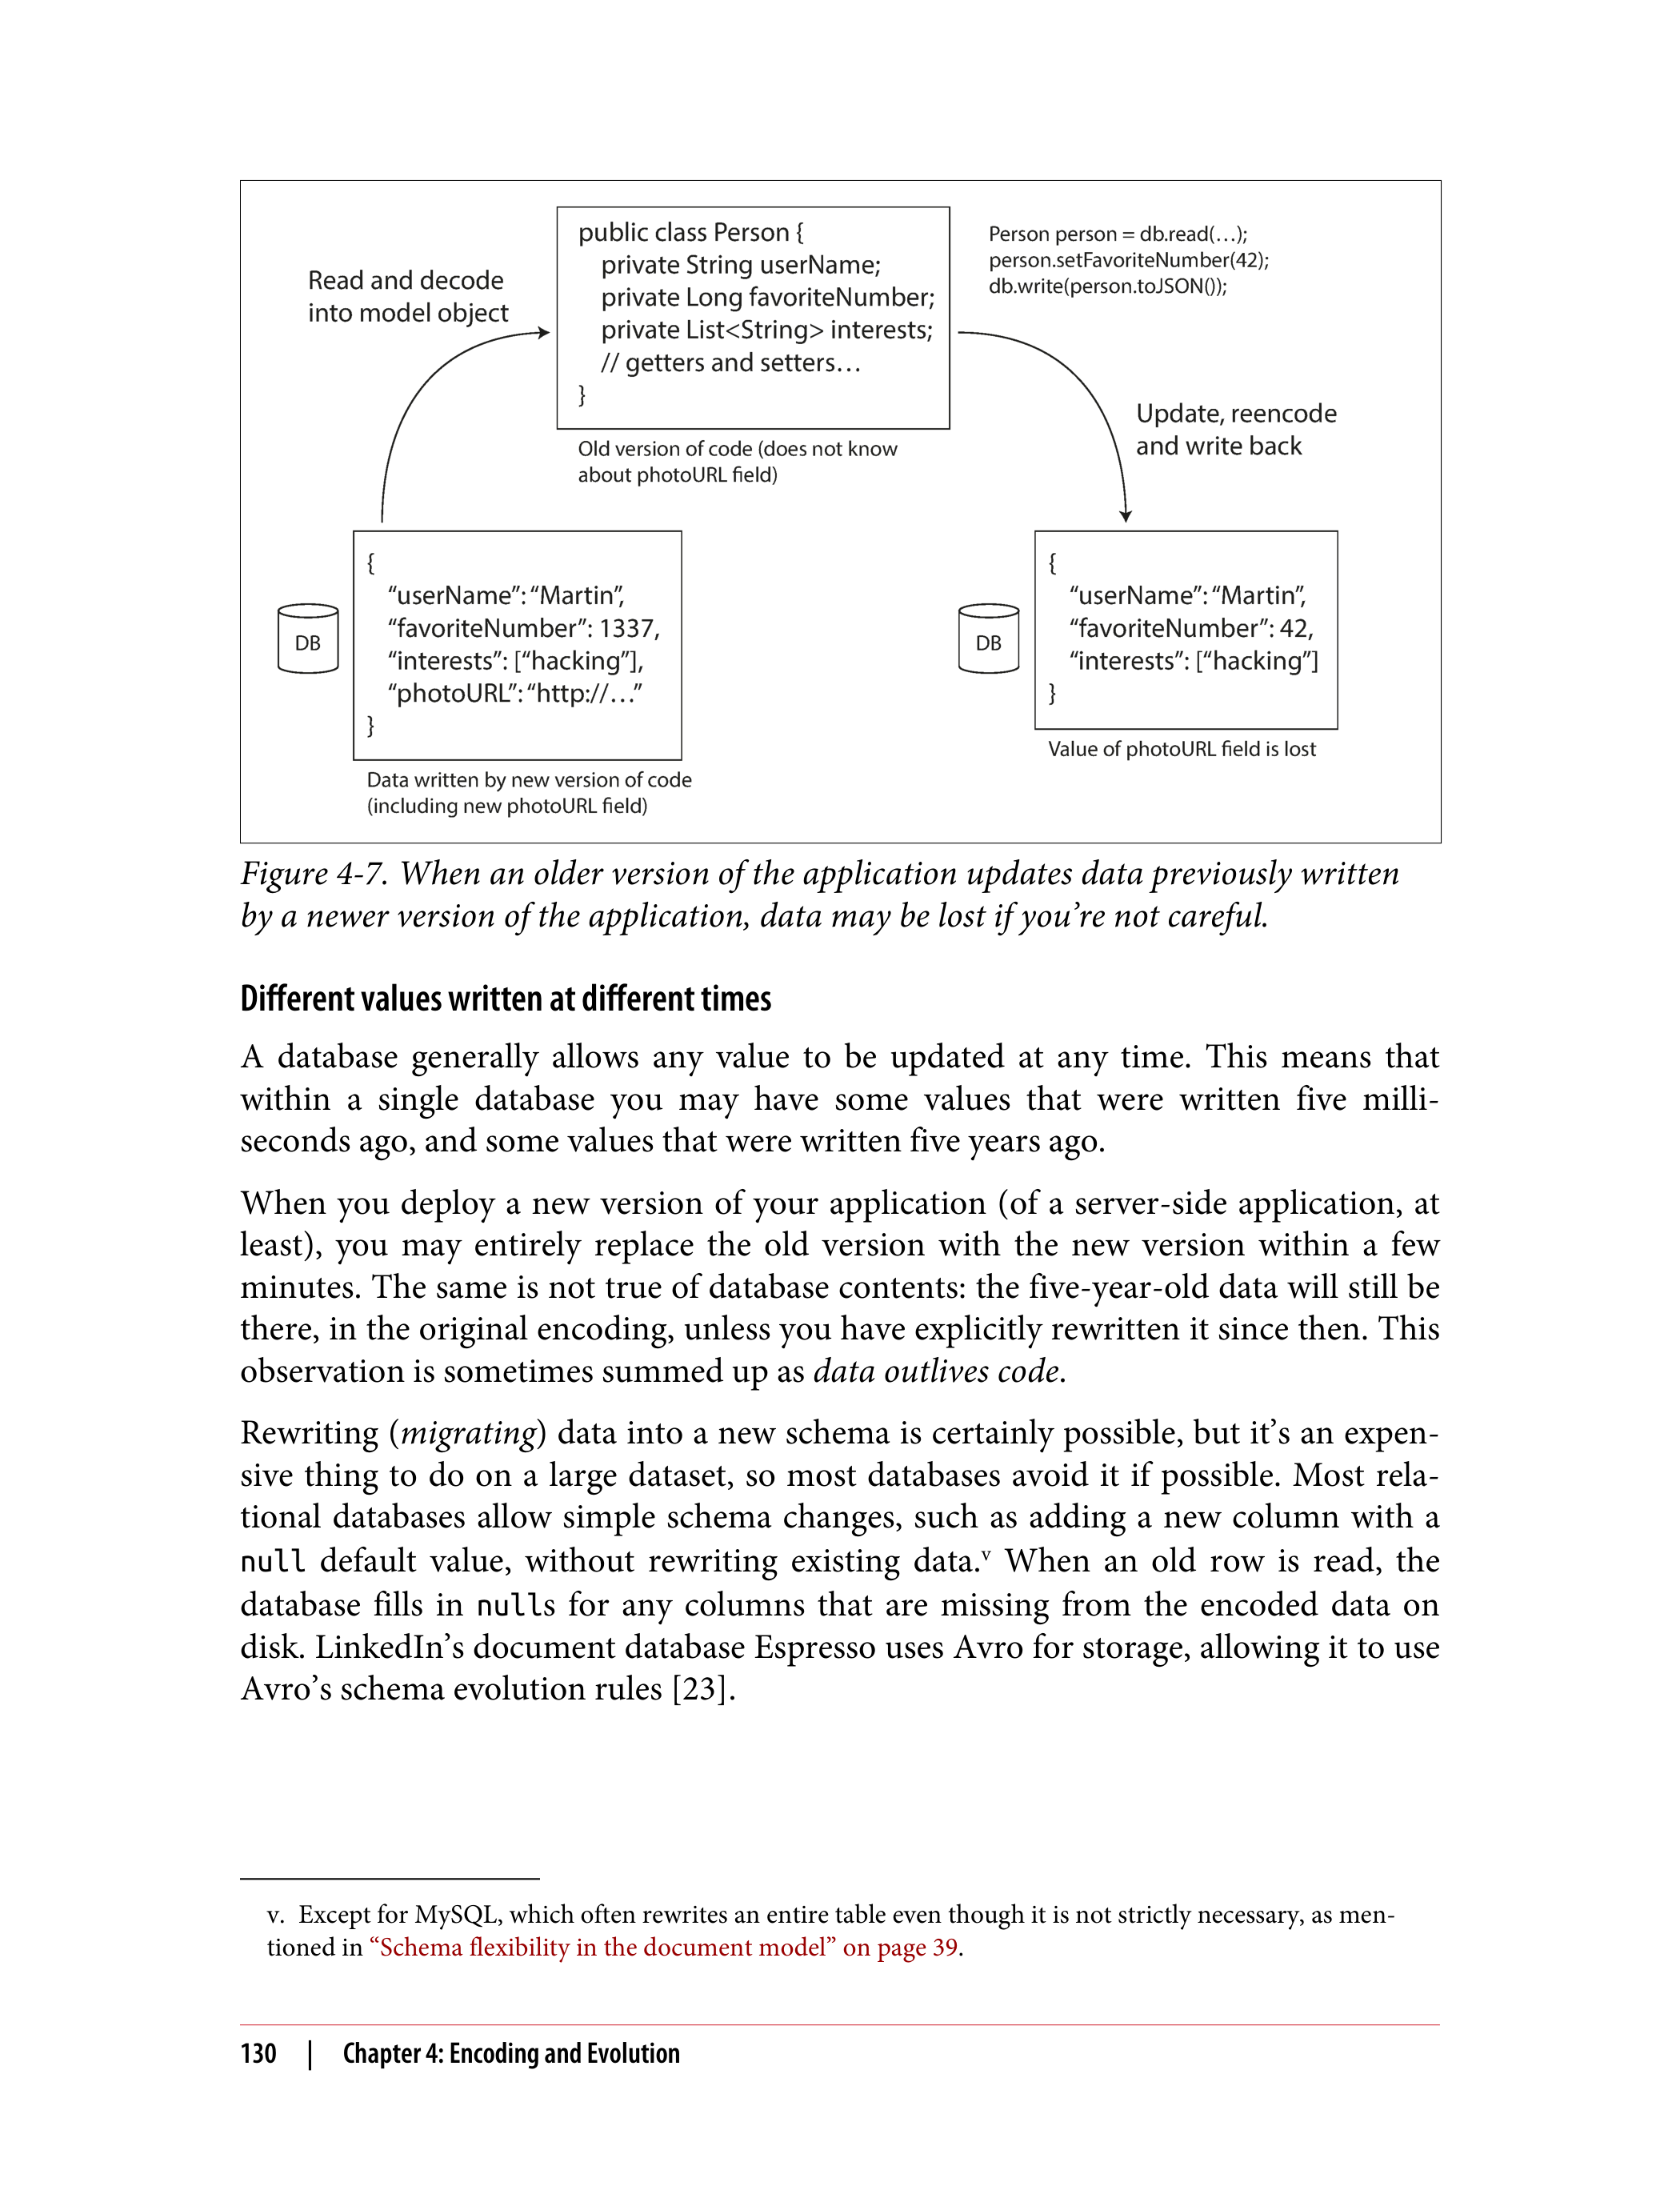 public class Person {
private String userName;
private Long favoriteNumber;
private List<String> interests;
// getters and setters…
}
Person person = db.read(…);
person.setFavoriteNumber(42);
db.write(person.toJSON());
Read and decode
into model object
Update, reencode
and write back
Old version of code (does not know
about photoURL field)
DB
{
“userName”: “Martin”,
“favoriteNumber”: 1337,
“interests”: [“hacking”],
“photoURL”: “http://…”
}
Data written by new version of code
(including new photoURL field)
DB
{
“userName”: “Martin”,
“favoriteNumber”: 42,
“interests”: [“hacking”]
}
Value of photoURL field is lost
Figure 4-7. When an older version of the application updates data previously written
by a newer version of the application, data may be lost if you’re not careful.
Different values written at different times
A database generally allows any value to be updated at any time. This means that
within a single database you may have some values that were written five milli-
seconds ago, and some values that were written five years ago.
When you deploy a new version of your application (of a server-side application, at
least), you may entirely replace the old version with the new version within a few
minutes. The same is not true of database contents: the five-year-old data will still be
there, in the original encoding, unless you have explicitly rewritten it since then. This
observation is sometimes summed up as data outlives code.
Rewriting (migrating) data into a new schema is certainly possible, but it’s an expen-
sive thing to do on a large dataset, so most databases avoid it if possible. Most rela-
tional databases allow simple schema changes, such as adding a new column with a
null default value, without rewriting existing data.v When an old row is read, the
database fills in nulls for any columns that are missing from the encoded data on
disk. LinkedIn’s document database Espresso uses Avro for storage, allowing it to use
Avro’s schema evolution rules [23].
v. Except for MySQL, which often rewrites an entire table even though it is not strictly necessary, as men-
tioned in “Schema flexibility in the document model” on page 39.
130 | Chapter 4: Encoding and Evolution